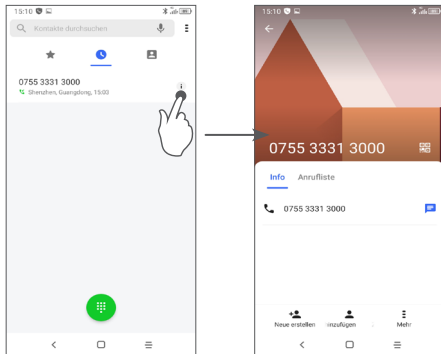 15:10
Kontakte durchsuchen
0755 3331 3000
Shenzhen, Guangdong, 15:03
15:10
0755 3331 3000
Info Anrufliste
0755 3331 3000
Neue erstellen inzufügen Mehr